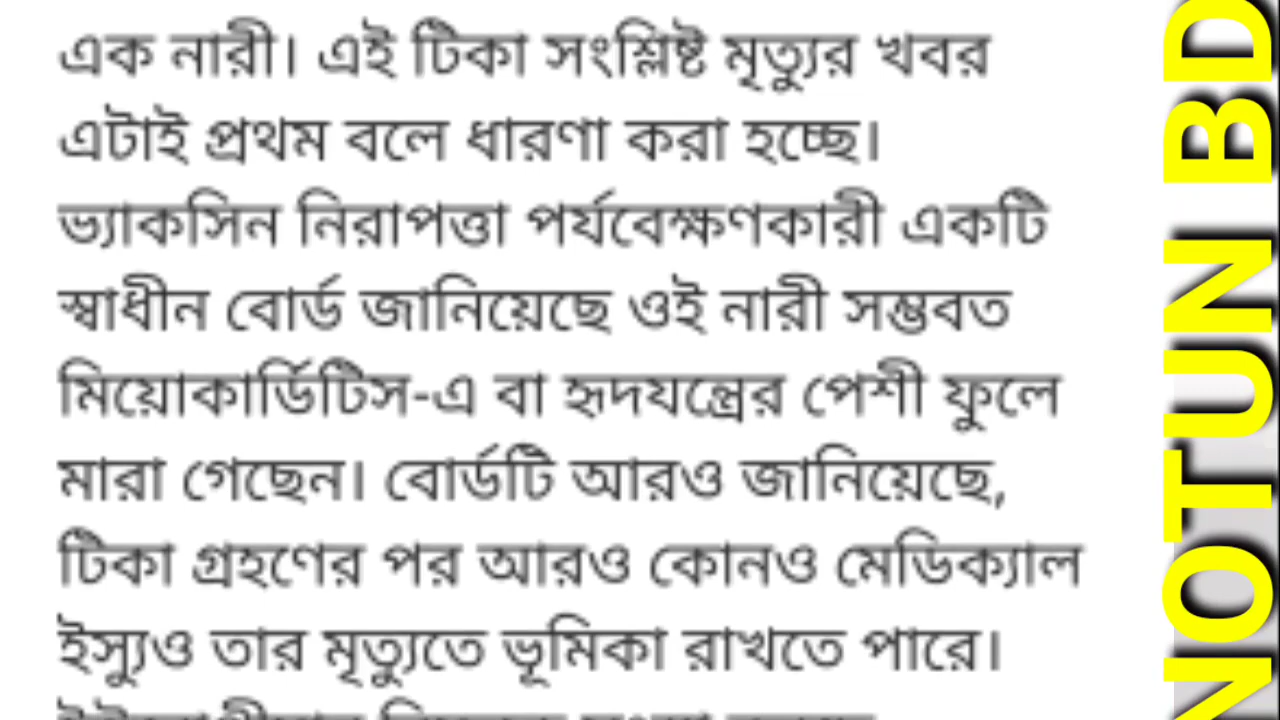 এক নারী। এই টিকা সংশ্লিষ্ট মৃত্যুর খবর
এটাই প্রথম বলে ধারণা করা হচ্ছে।
ভ্যাকসিন নিরাপত্তা পর্যবেক্ষণকারী একটি
স্বাধীন বোর্ড জানিয়েছে ওই নারী সম্ভবত
মিয়োকার্ডিটিস-এ বা হৃদযন্ত্রের পেশী ফুলে
মারা গেছেন। বোর্ডটি আরও জানিয়েছে,
টিকা গ্রহণের পর আরও কোনও মেডিক্যাল
ইস্যুও তার মৃত্যুতে ভূমিকা রাখতে পারে।
NOTUN BD